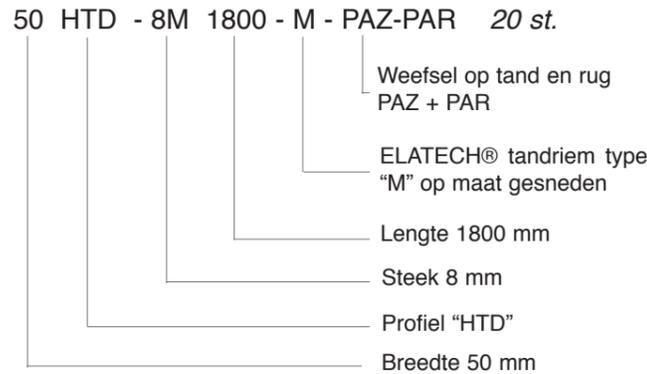 50 HTD - 8M 1800 - M - PAZ-PAR 20 st.
Weefsel op tand en rug
PAZ + PAR
ELATECH® tandriem type
“M” op maat gesneden
Lengte 1800 mm
Steek 8 mm
Profiel “HTD”
Breedte 50 mm